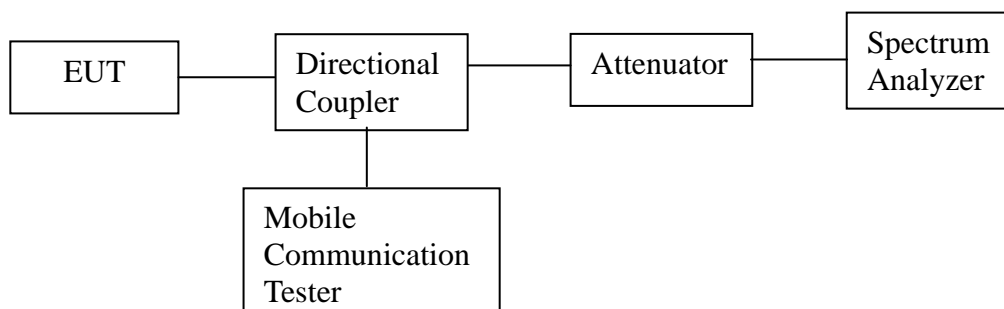 EUT
Directional
Coupler
Attenuator
Spectrum
Analyzer
Mobile
Communication
Tester